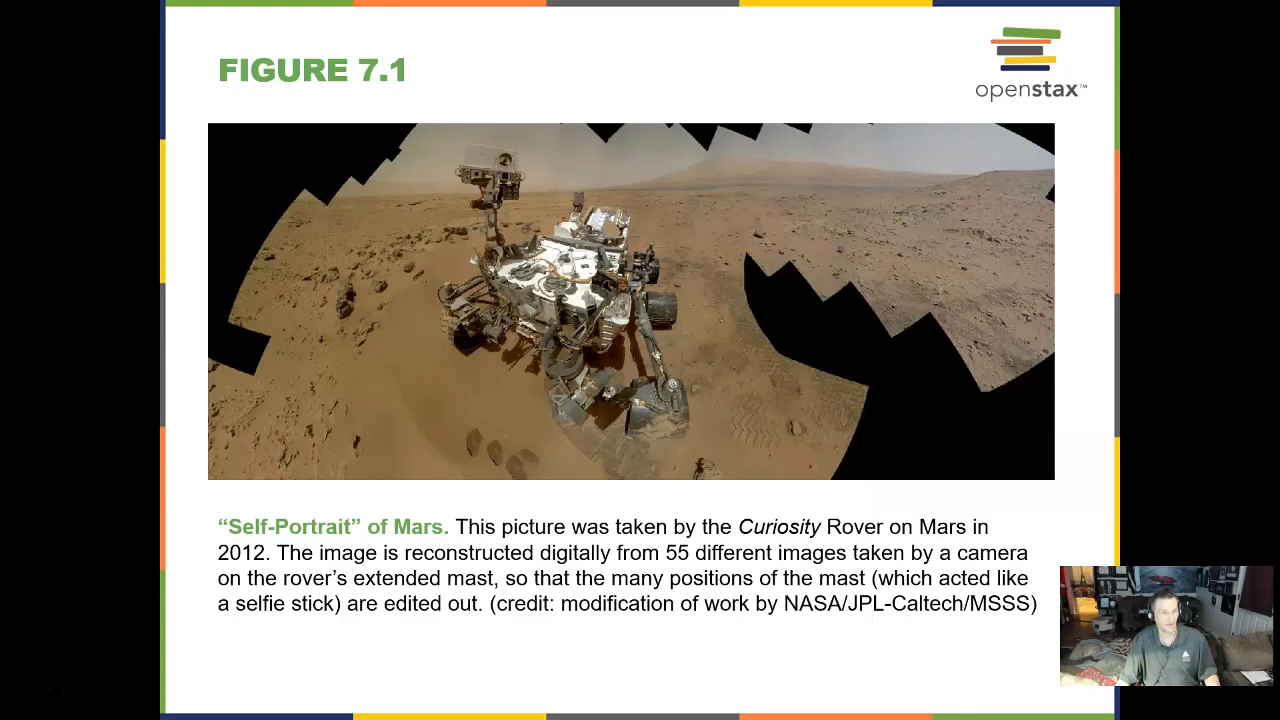 FIGURE 7.1
openstax™
“Self-Portrait” of Mars. This picture was taken by the Curiosity Rover on Mars in
2012. The image is reconstructed digitally from 55 different images taken by a camera
on the rover’s extended mast, so that the many positions of the mast (which acted like
a selfie stick) are edited out. (credit: modification of work by NASA/JPL-Caltech/MSSS)